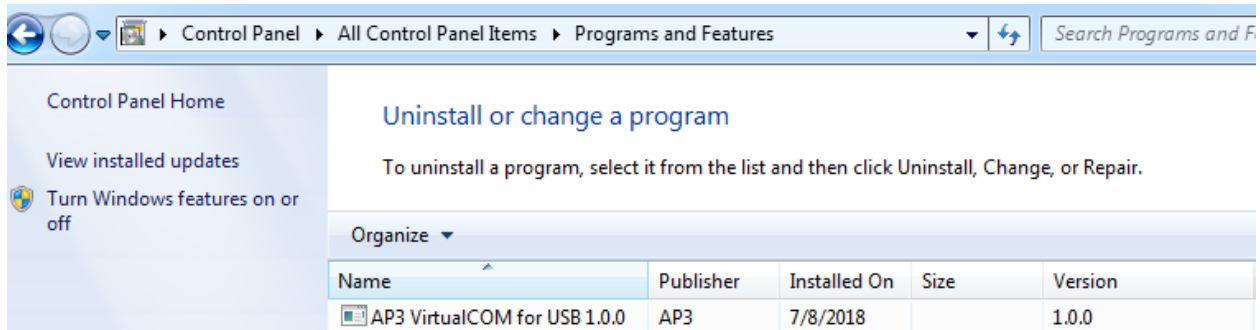 Control Panel ▸ All Control Panel Items ▸ Programs and Features Search Programs and
Control Panel Home
View installed updates
Turn Windows features on or
off
Uninstall or change a program
To uninstall a program, select it from the list and then click Uninstall, Change, or Repair.
Organize
Name Publisher Installed On Size Version
AP3 VirtualCOM for USB 1.0.0 AP3 7/8/2018 1.0.0